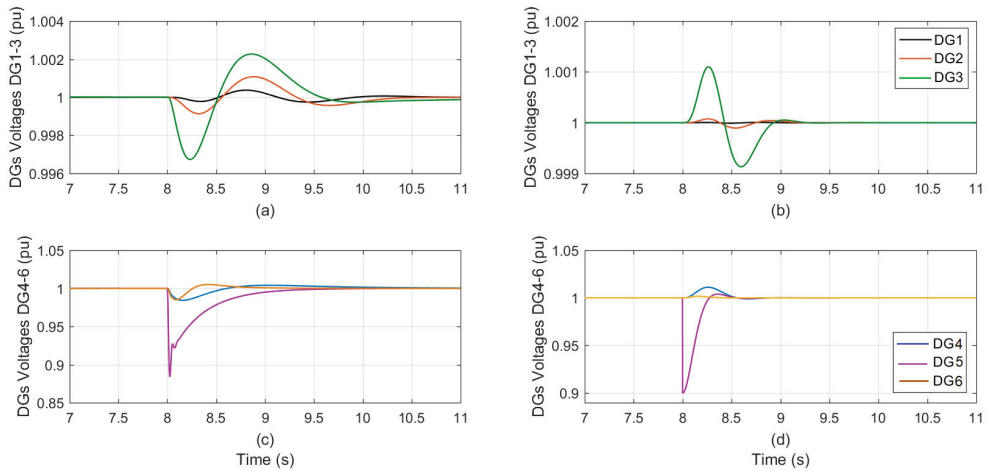 DGs Voltages DG1-3 (pu)
1.004
1.002
1
0.998
0.996
7 7.5 8 8.5 9 9.5 10 10.5 11
(a)
DGs Voltages DG1-3 (pu)
1.002
1.001
1
0.999
DG1
DG2
DG3
7 7.5 8 8.5 9 9.5 10 10.5 11
(b)
DGs Voltages DG4-6 (pu)
1.05
1
0.95
0.9
0.85
7 7.5 8 8.5 9 9.5 10 10.5 11
(c)
Time (s)
DGs Voltages DG4-6 (pu)
1.05
1
0.95
0.9
DG4
DG5
DG6
7 7.5 8 8.5 9 9.5 10 10.5 11
(d)
Time (s)